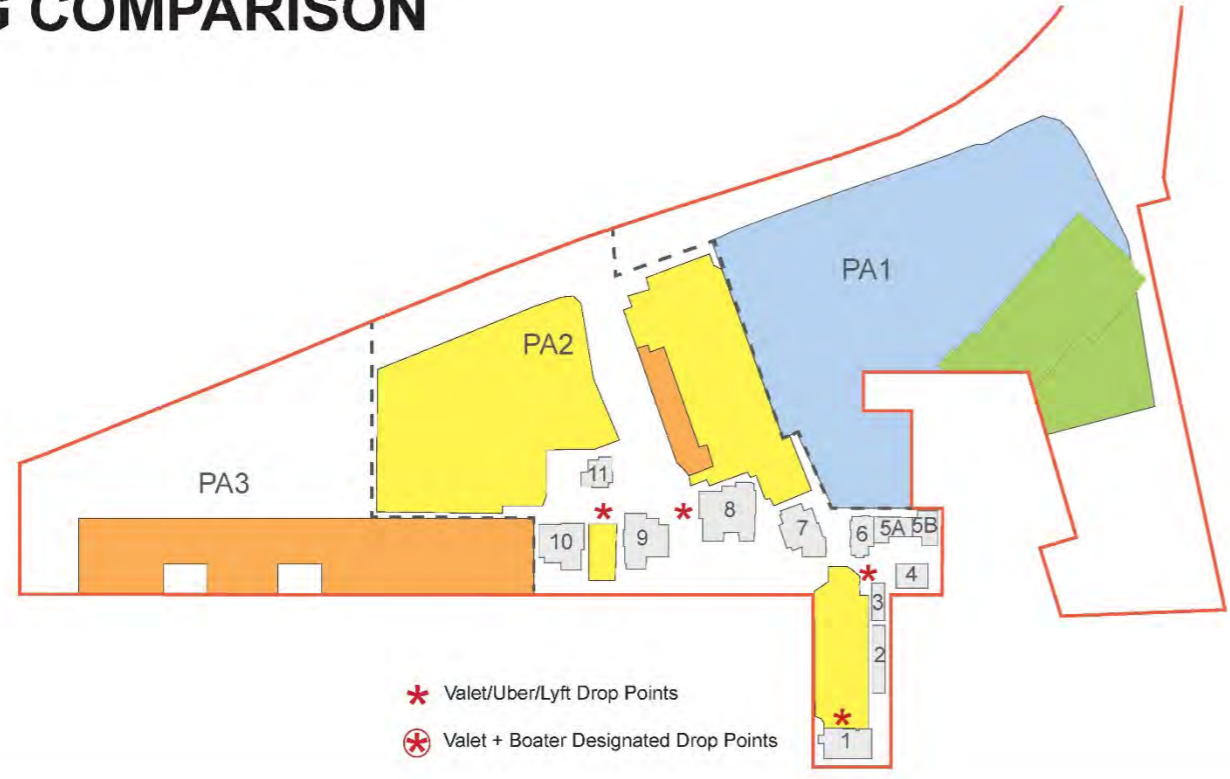 G COMPARISON
PA1
PA2
PA3
11
8
10
9
7
6
5A
5B
4
3
2
1
* Valet/Uber/Lyft Drop Points
* Valet + Boater Designated Drop Points